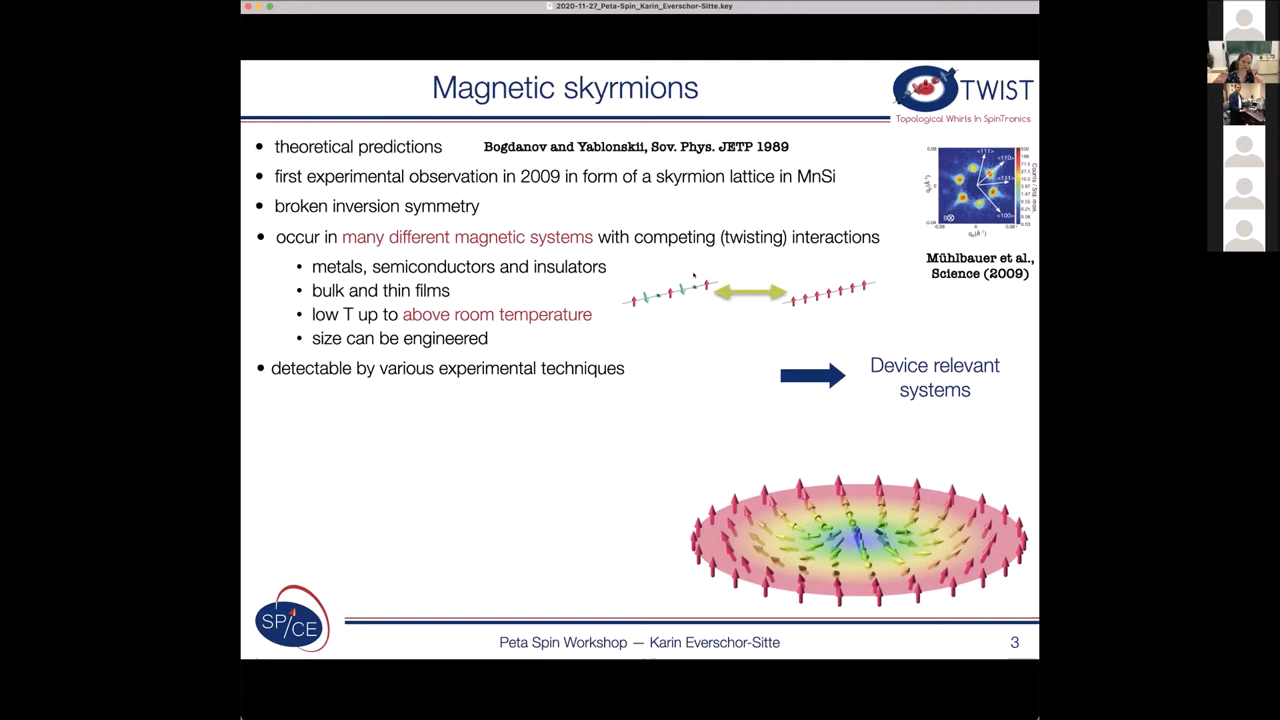 2020-11-27_Peta-Spin_Karin_Everschor-Sitte.key
Magnetic skyrmions
TWIST
Topological Whirls In SpinTronics
• theoretical predictions
Bogdanov and Yablonskii, Sov. Phys. JETP 1989
• first experimental observation in 2009 in form of a skyrmion lattice in MnSi
• broken inversion symmetry
• occur in many different magnetic systems with competing (twisting) interactions
• metals, semiconductors and insulators
• bulk and thin films
• low T up to above room temperature
• size can be engineered
• detectable by various experimental techniques
<111>
<110>
<100>
Mühlbauer et al.,
Science (2009)
Device relevant
systems
SPICE
Peta Spin Workshop — Karin Everschor-Sitte
3